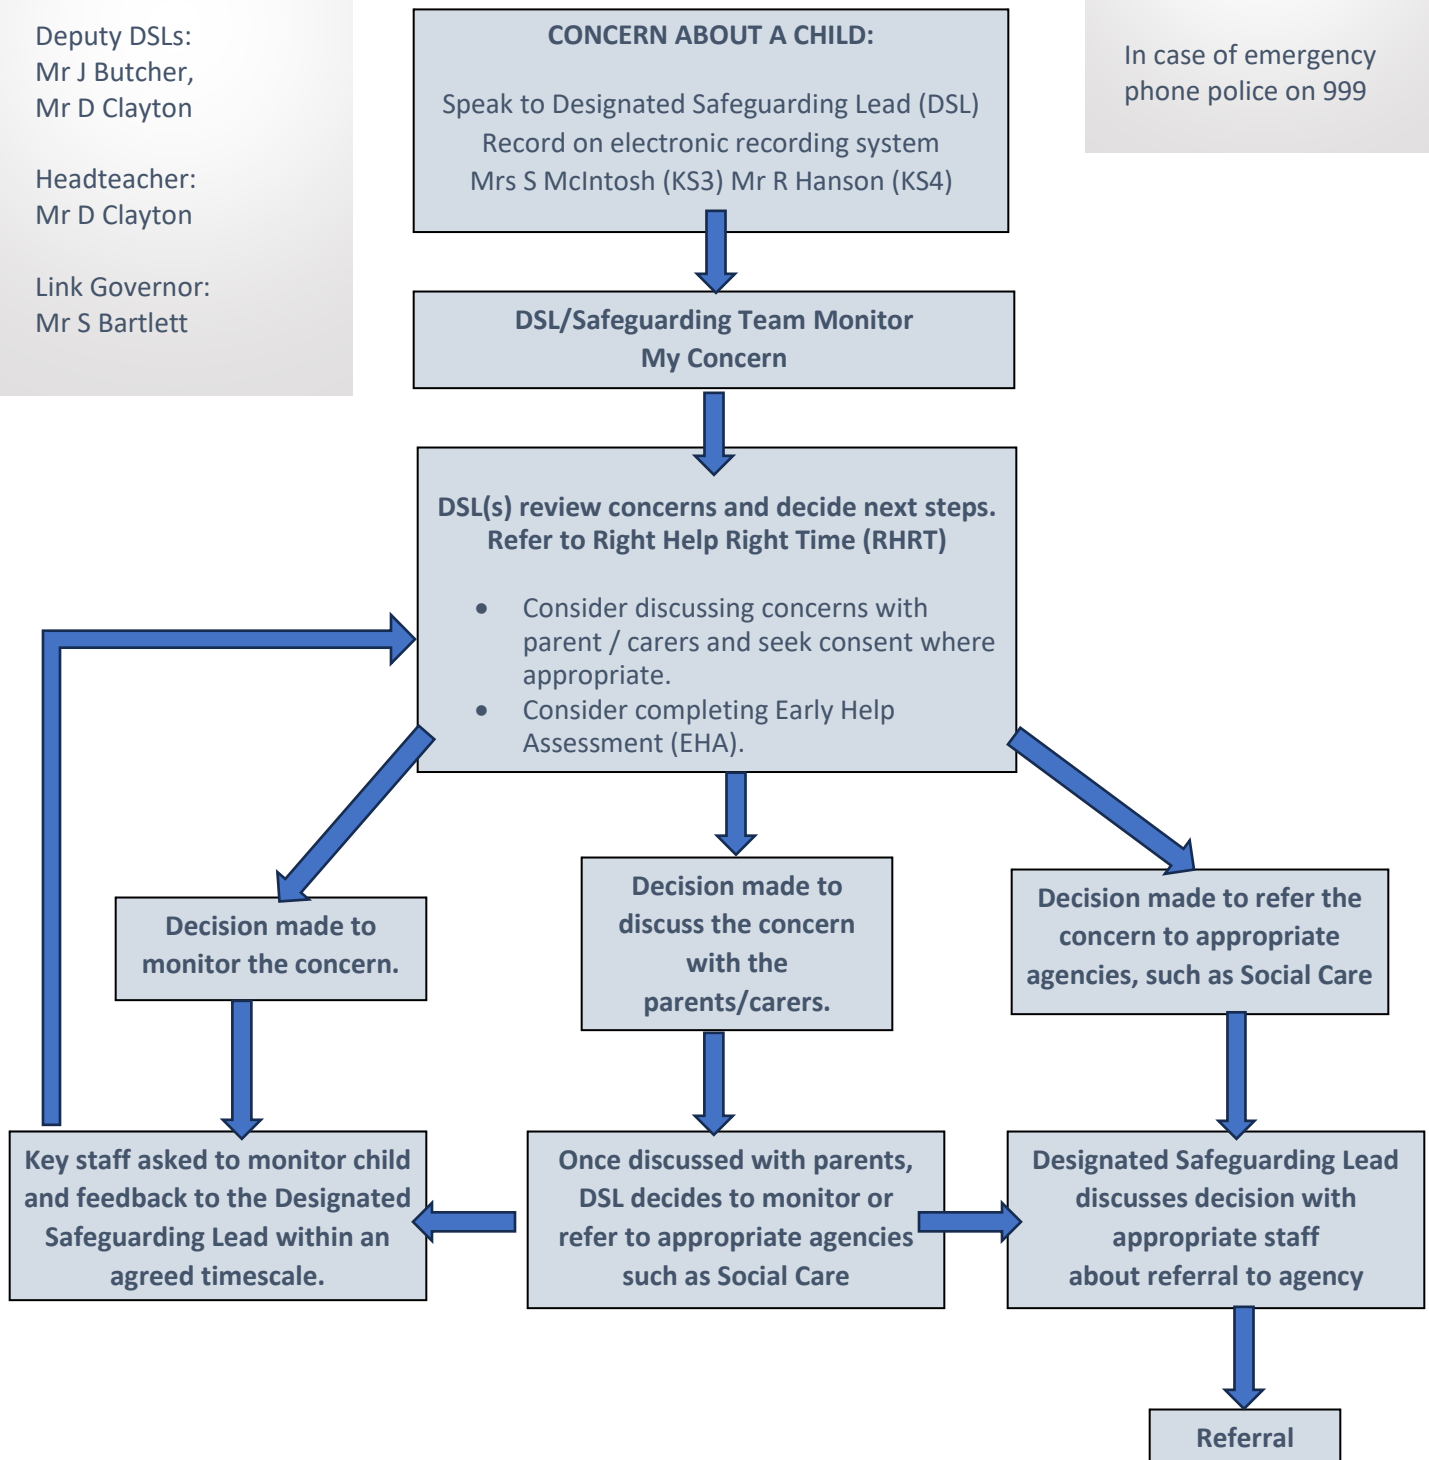 Deputy DSLs:
Mr J Butcher,
Mr D Clayton
Headteacher:
Mr D Clayton
Link Governor:
Mr S Bartlett
CONCERN ABOUT A CHILD:
Speak to Designated Safeguarding Lead (DSL)
Record on electronic recording system
Mrs S McIntosh (KS3) Mr R Hanson (KS4)
In case of emergency
phone police on 999
DSL/Safeguarding Team Monitor
My Concern
DSL(s) review concerns and decide next steps.
Refer to Right Help Right Time (RHRT)
• Consider discussing concerns with
parent / carers and seek consent where
appropriate.
• Consider completing Early Help
Assessment (EHA).
Decision made to
monitor the concern.
Decision made to
discuss the concern
with the
parents/carers.
Decision made to refer the
concern to appropriate
agencies, such as Social Care
Key staff asked to monitor child
and feedback to the Designated
Safeguarding Lead within an
agreed timescale.
Once discussed with parents,
DSL decides to monitor or
refer to appropriate agencies
such as Social Care
Designated Safeguarding Lead
discusses decision with
appropriate staff
about referral to agency
Referral